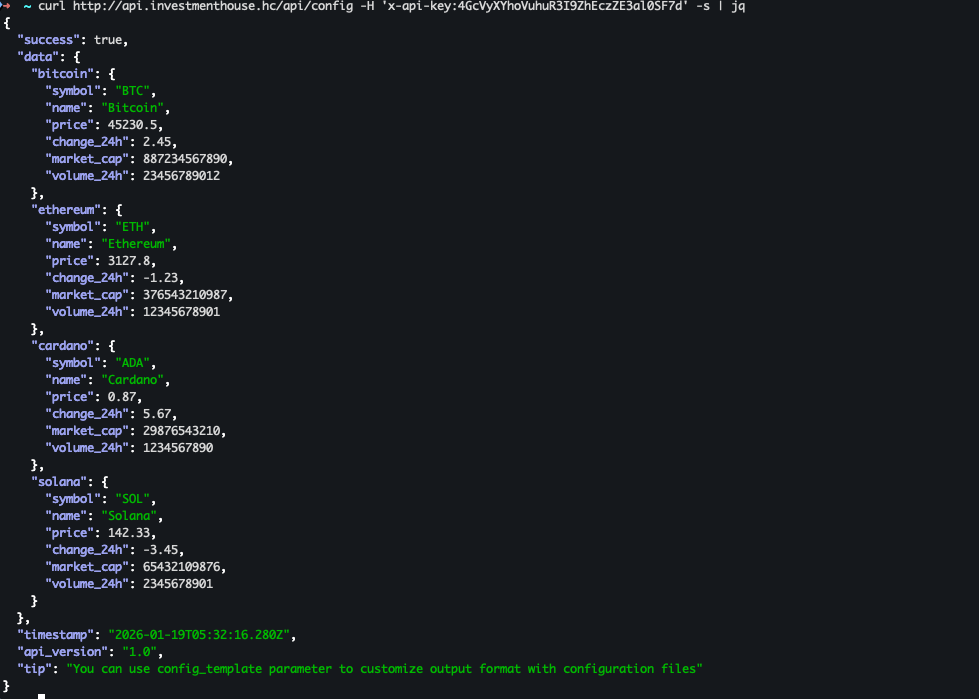 → ~ curl http://api.investmenthouse.hc/api/config -H 'x-api-key:4GcVyXYhoVuhuR3I9ZhEczZE3al0SF7d' -s | jq
{
  "success": true,
  "data": {
    "bitcoin": {
      "symbol": "BTC",
      "name": "Bitcoin",
      "price": 45230.5,
      "change_24h": 2.45,
      "market_cap": 887234567890,
      "volume_24h": 23456789012
    },
    "ethereum": {
      "symbol": "ETH",
      "name": "Ethereum",
      "price": 3127.8,
      "change_24h": -1.23,
      "market_cap": 376543210987,
      "volume_24h": 12345678901
    },
    "cardano": {
      "symbol": "ADA",
      "name": "Cardano",
      "price": 0.87,
      "change_24h": 5.67,
      "market_cap": 29876543210,
      "volume_24h": 1234567890
    },
    "solana": {
      "symbol": "SOL",
      "name": "Solana",
      "price": 142.33,
      "change_24h": -3.45,
      "market_cap": 65432109876,
      "volume_24h": 2345678901
    }
  },
  "timestamp": "2026-01-19T05:32:16.280Z",
  "api_version": "1.0",
  "tip": "You can use config_template parameter to customize output format with configuration files"
}